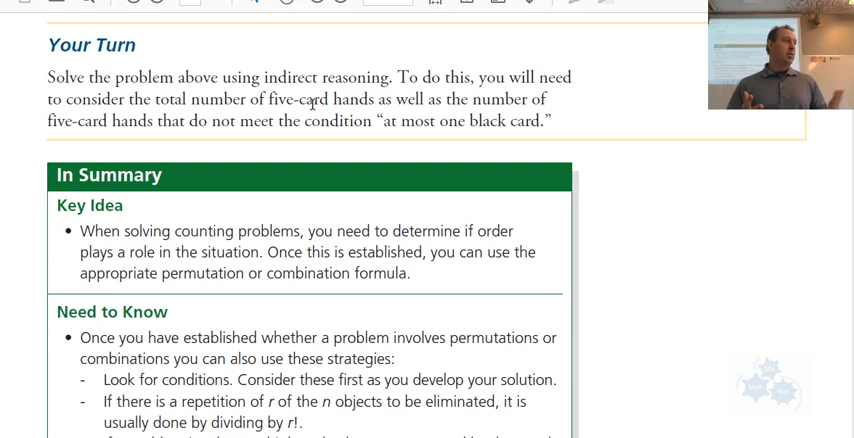 Your Turn
Solve the problem above using indirect reasoning. To do this, you will need
to consider the total number of five-card hands as well as the number of
five-card hands that do not meet the condition “at most one black card.”
In Summary
Key Idea
• When solving counting problems, you need to determine if order
plays a role in the situation. Once this is established, you can use the
appropriate permutation or combination formula.
Need to Know
• Once you have established whether a problem involves permutations or
combinations you can also use these strategies:
- Look for conditions. Consider these first as you develop your solution.
- If there is a repetition of r of the n objects to be eliminated, it is
usually done by dividing by r!.